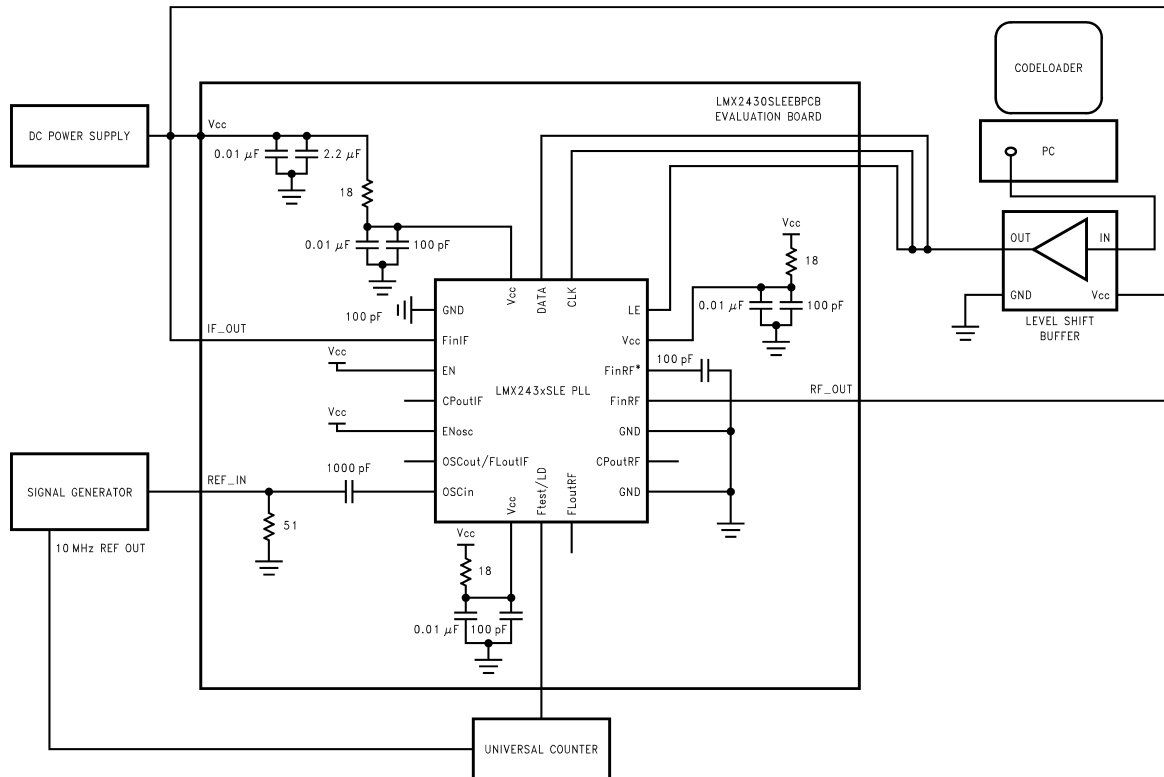 CODELOADER
LMX2430SLEEBPCB
EVALUATION BOARD
DC POWER SUPPLY
Vcc
0.01 µF
2.2 µF
PC
18
0.01 µF
100 pF
Vcc
18
0.01 µF
100 pF
OUT
IN
GND
Vcc
LEVEL SHIFT
BUFFER
100 pF
IF_OUT
Vcc
Vcc
GND
FinIF
EN
CPoutIF
ENosc
OSCout/FLoutIF
OSCin
Vcc
DATA
CLK
LE
Vcc
FinRF*
FinRF
GND
CPoutRF
GND
LMX243xSLE PLL
Vcc
Ftest/LD
FLoutRF
100 pF
RF_OUT
SIGNAL GENERATOR
REF_IN
1000 pF
51
10 MHz REF OUT
Vcc
18
0.01 µF
100 pF
UNIVERSAL COUNTER